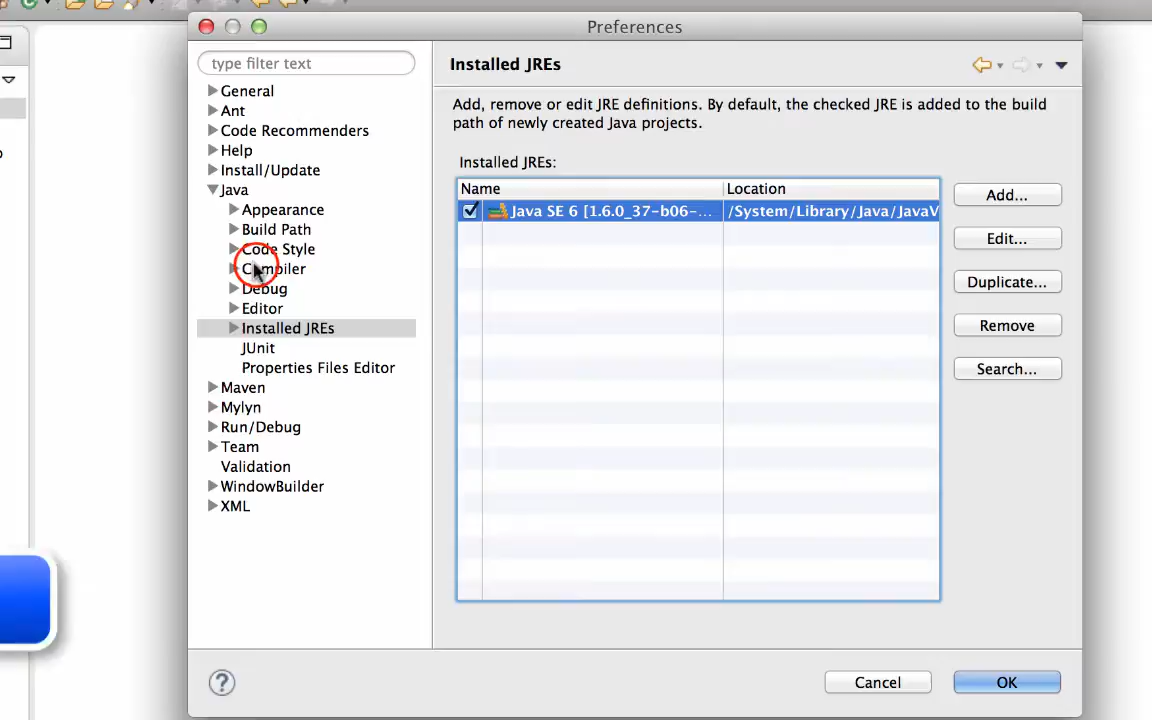 Preferences
type filter text
General
Ant
Code Recommenders
Help
Install/Update
Java
Appearance
Build Path
Code Style
Compiler
Debug
Editor
Installed JREs
JUnit
Properties Files Editor
Maven
Mylyn
Run/Debug
Team
Validation
WindowBuilder
XML
Installed JREs
Add, remove or edit JRE definitions. By default, the checked JRE is added to the build
path of newly created Java projects.
Installed JREs:
Name Location
Java SE 6 [1.6.0_37-b06-... /System/Library/Java/JavaV
Add...
Edit...
Duplicate...
Remove
Search...
?
Cancel
OK